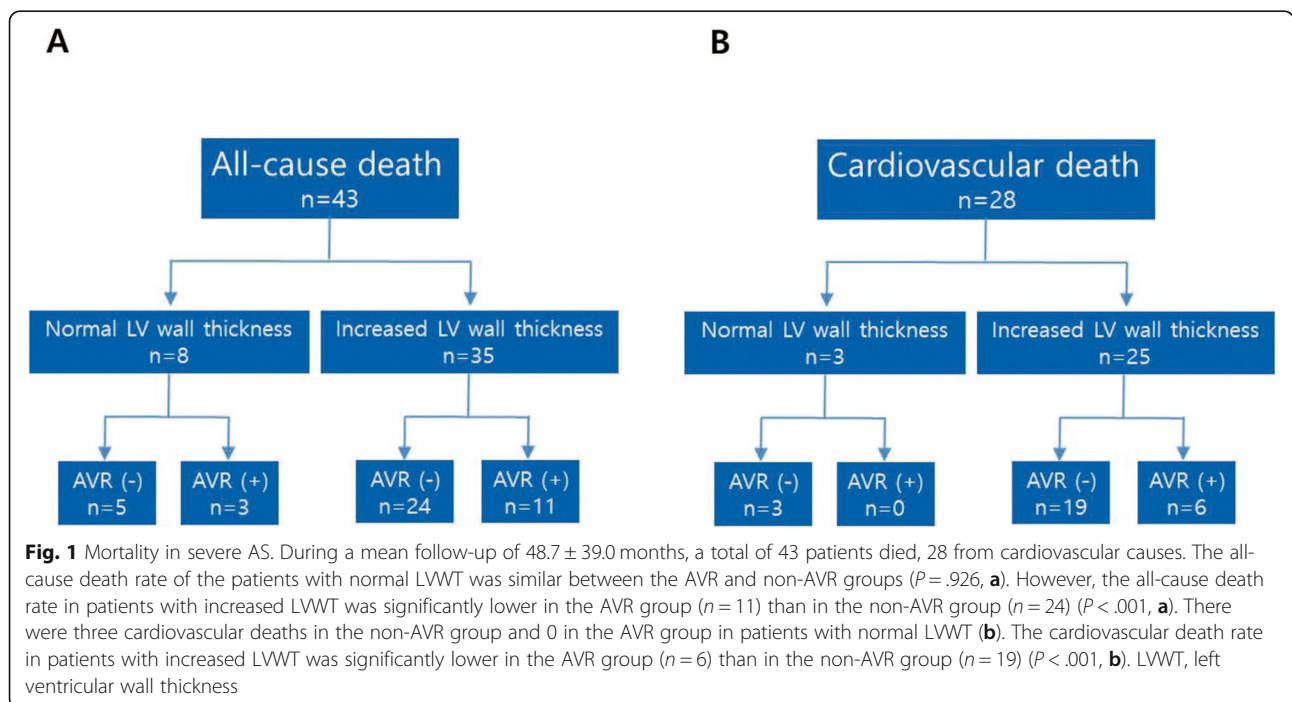 A
All-cause death
n=43
Normal LV wall thickness
n=8
Increased LV wall thickness
n=35
AVR (-)
n=5
AVR (+)
n=3
AVR (-)
n=24
AVR (+)
n=11
B
Cardiovascular death
n=28
Normal LV wall thickness
n=3
Increased LV wall thickness
n=25
AVR (-)
n=3
AVR (+)
n=0
AVR (-)
n=19
AVR (+)
n=6
Fig. 1 Mortality in severe AS. During a mean follow-up of 48.7 ± 39.0 months, a total of 43 patients died, 28 from cardiovascular causes. The all-
cause death rate of the patients with normal LVWT was similar between the AVR and non-AVR groups (P = .926, a). However, the all-cause death
rate in patients with increased LVWT was significantly lower in the AVR group (n = 11) than in the non-AVR group (n = 24) (P < .001, a). There
were three cardiovascular deaths in the non-AVR group and 0 in the AVR group in patients with normal LVWT (b). The cardiovascular death rate
in patients with increased LVWT was significantly lower in the AVR group (n = 6) than in the non-AVR group (n = 19) (P < .001, b). LVWT, left
ventricular wall thickness